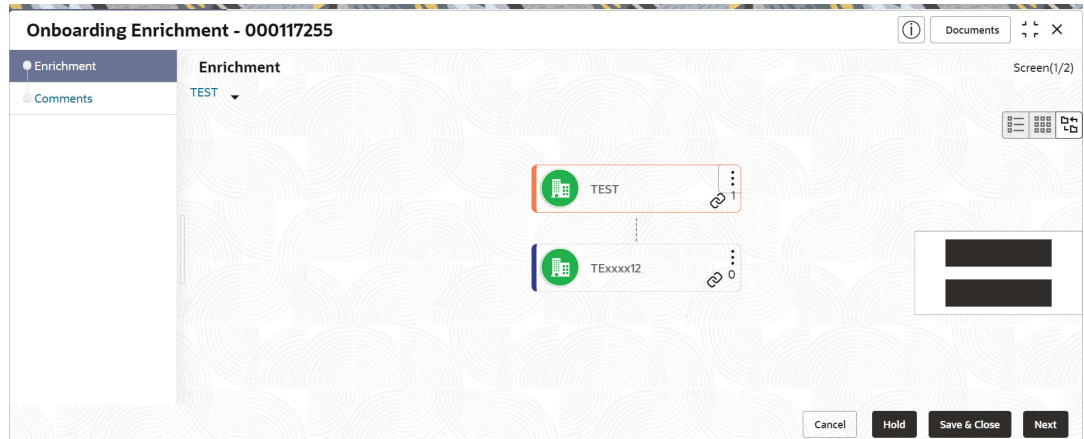 Onboarding Enrichment - 000117255
Documents
Enrichment
Comments
Enrichment
Screen(1/2)
TEST
TEST
1
TExxxx12
0
Cancel
Hold
Save & Close
Next